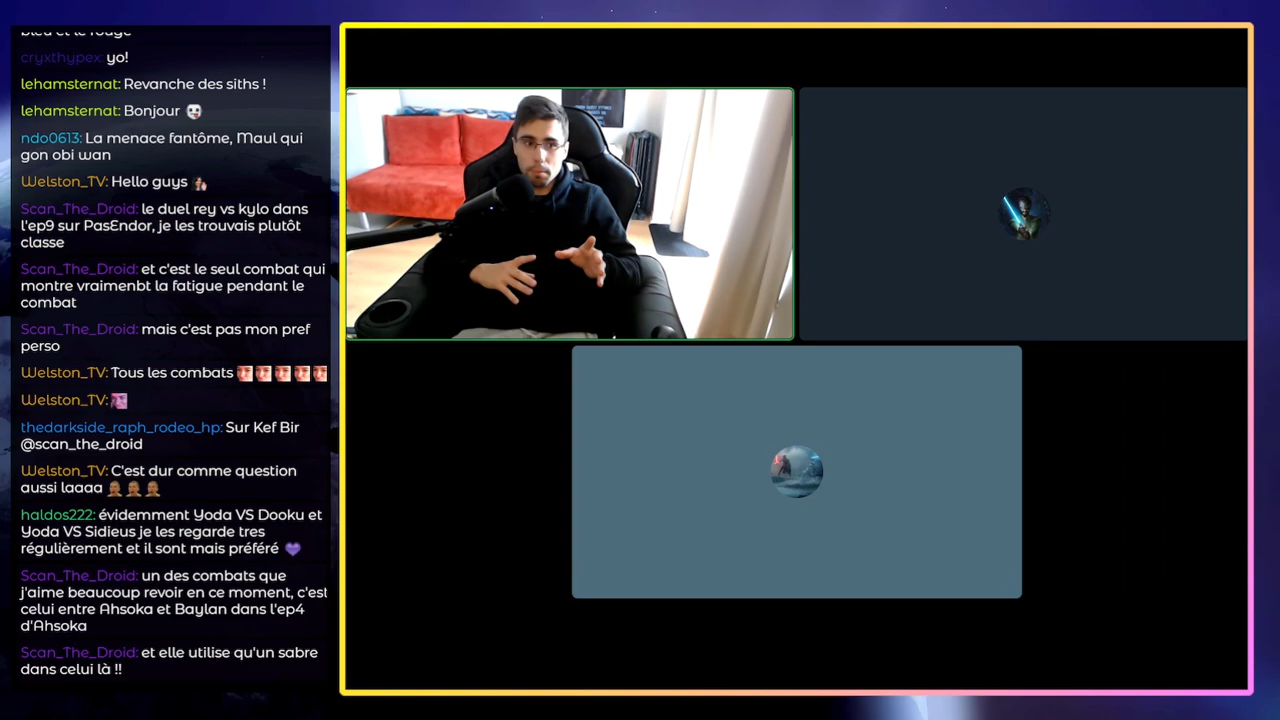 bleu et le rouge
cryxthypex: yo!
lehamsternat: Revanche des siths !
lehamsternat: Bonjour
ndo0613: La menace fantôme, Maul qui
gon obi wan
Welston_TV: Hello guys
Scan_The_Droid: le duel rey vs kylo dans
l'ep9 sur PasEndor, je les trouvais plutôt
classe
Scan_The_Droid: et c'est le seul combat qui
montre vraimenbt la fatigue pendant le
combat
Scan_The_Droid: mais c'est pas mon pref
perso
Welston_TV: Tous les combats
Welston_TV:
thedarkside_raph_rodeo_hp: Sur Kef Bir
@scan_the_droid
Welston_TV: C'est dur comme question
aussi laaaa
haldos222: évidemment Yoda VS Dooku et
Yoda VS Sidieus je les regarde tres
régulièrement et il sont mais préféré
Scan_The_Droid: un des combats que
j'aime beaucoup revoir en ce moment, c'est
celui entre Ahsoka et Baylan dans l'ep4
d'Ahsoka
Scan_The_Droid: et elle utilise qu'un sabre
dans celui là !!